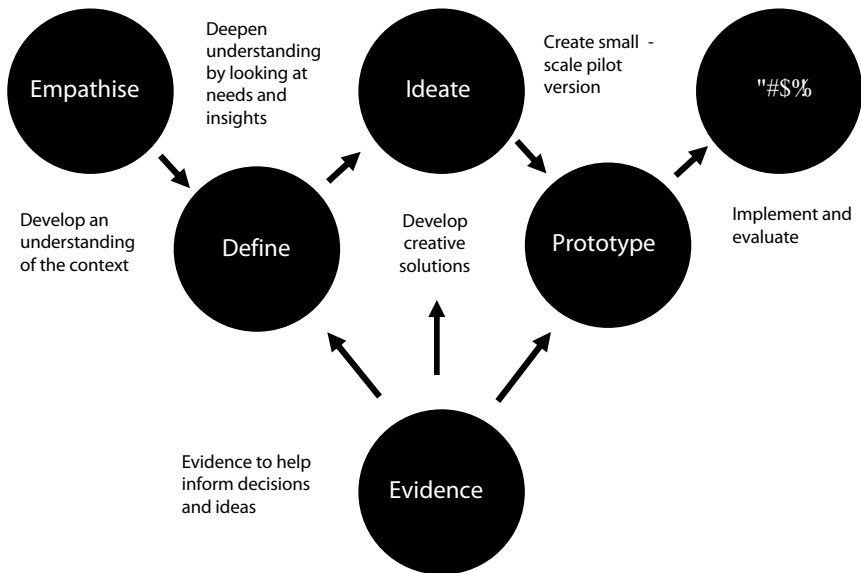 Empathise
Develop an
understanding
of the context
Deepen
understanding
by looking at
needs and
insights
Define
Ideate
Develop
creative
solutions
Create small -
scale pilot
version
Prototype
"#$%
Implement and
evaluate
Evidence to help
inform decisions
and ideas
Evidence